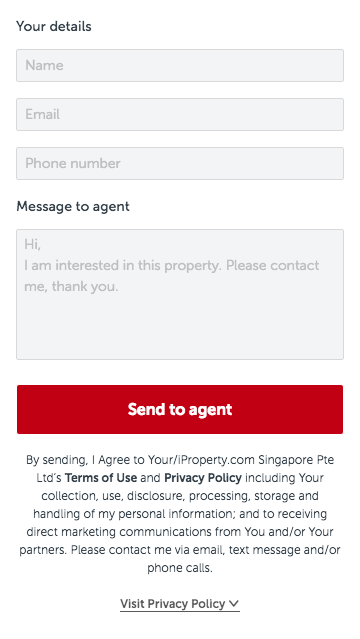 Your details
Name
Email
Phone number
Message to agent
Hi,
I am interested in this property. Please contact
me, thank you.
Send to agent
By sending, I Agree to Your/iProperty.com Singapore Pte
Ltd's Terms of Use and Privacy Policy including Your
collection, use, disclosure, processing, storage and
handling of my personal information; and to receiving
direct marketing communications from You and/or Your
partners. Please contact me via email, text message and/or
phone calls.
Visit Privacy Policy